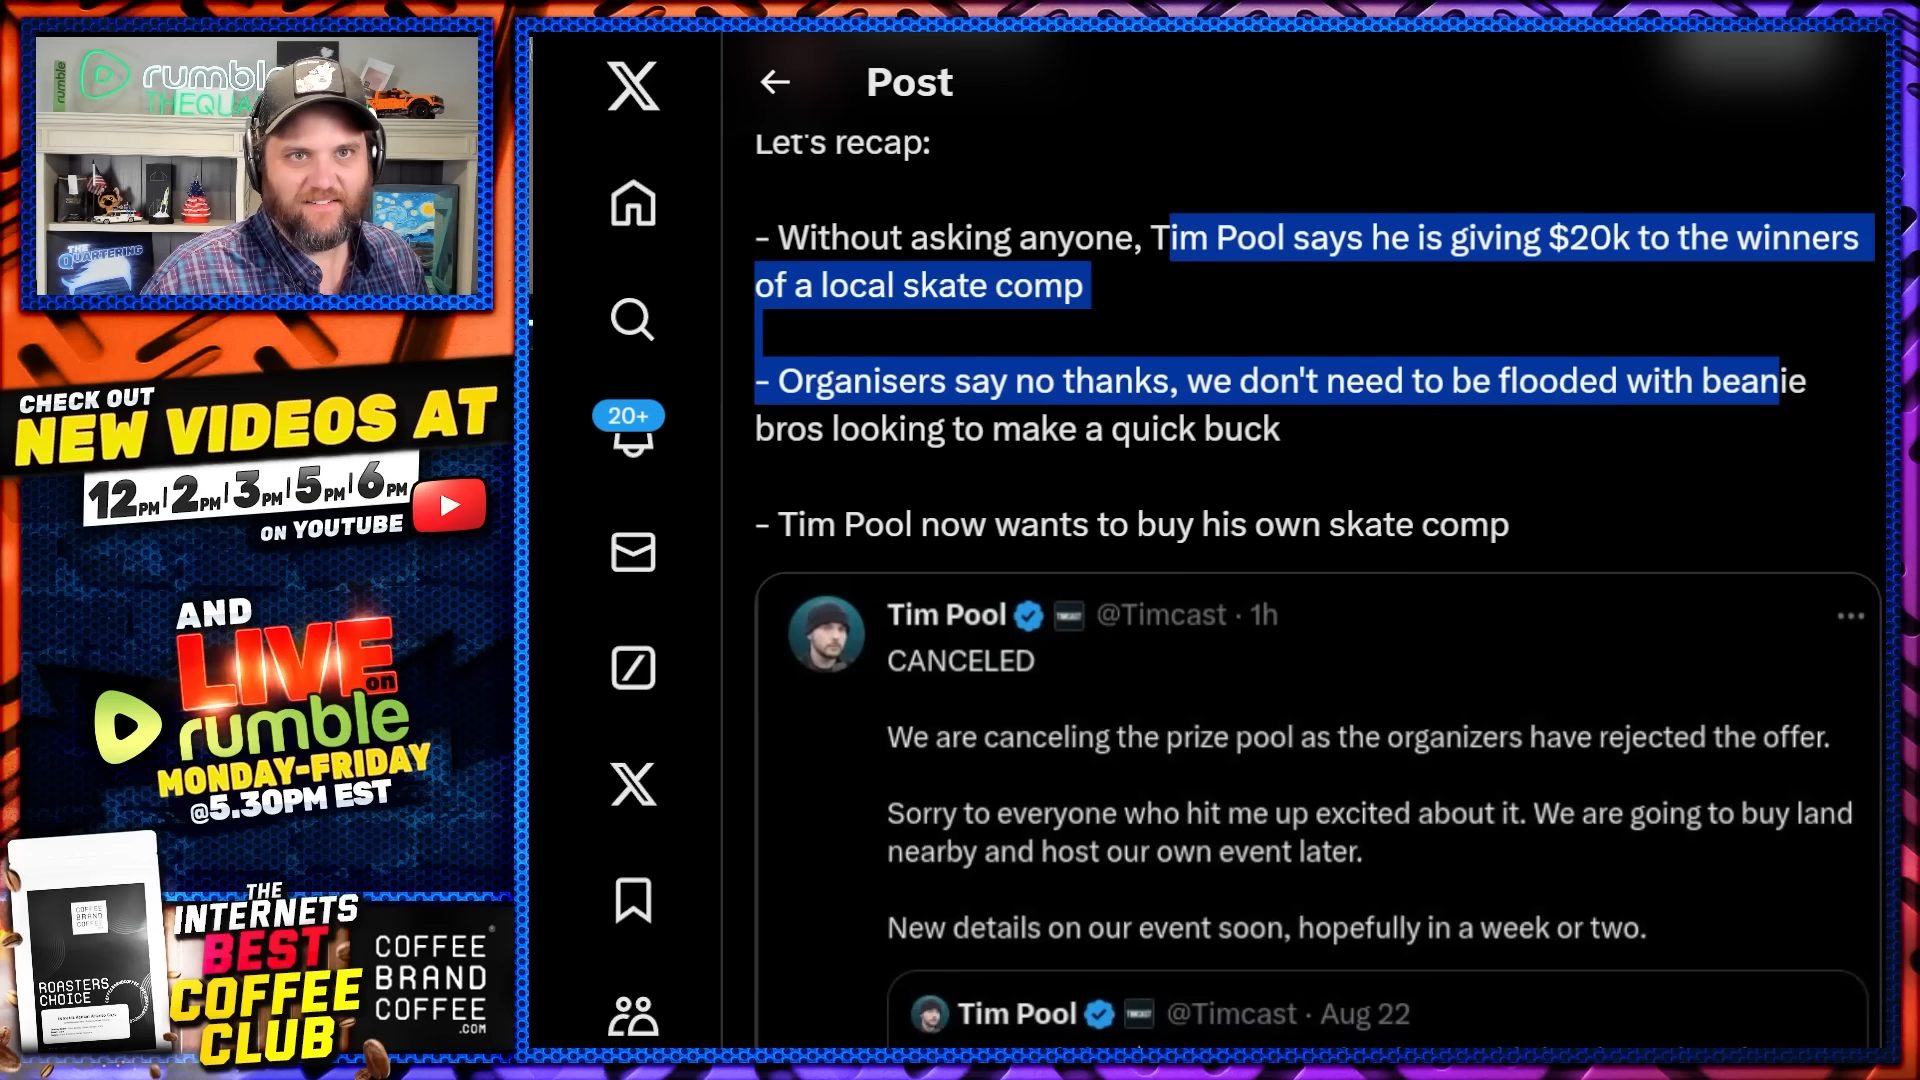 rumble
rumble
THEQUA
THE
QUARTERING
CHECK OUT
NEW VIDEOS AT
12PM | 2PM | 3PM | 5PM | 6PM
ON YOUTUBE
AND
LIVE on
rumble
MONDAY-FRIDAY
@5.30PM EST
COFFEE
BRAND
COFFEE
ROASTERS
CHOICE
THE
INTERNETS
BEST
COFFEE
CLUB
COFFEE
BRAND
COFFEE
.COM
20+
Post
Let's recap:
- Without asking anyone, Tim Pool says he is giving $20k to the winners
of a local skate comp
- Organisers say no thanks, we don't need to be flooded with beanie
bros looking to make a quick buck
- Tim Pool now wants to buy his own skate comp
Tim Pool @Timcast · 1h
CANCELED
We are canceling the prize pool as the organizers have rejected the offer.
Sorry to everyone who hit me up excited about it. We are going to buy land
nearby and host our own event later.
New details on our event soon, hopefully in a week or two.
Tim Pool @Timcast · Aug 22